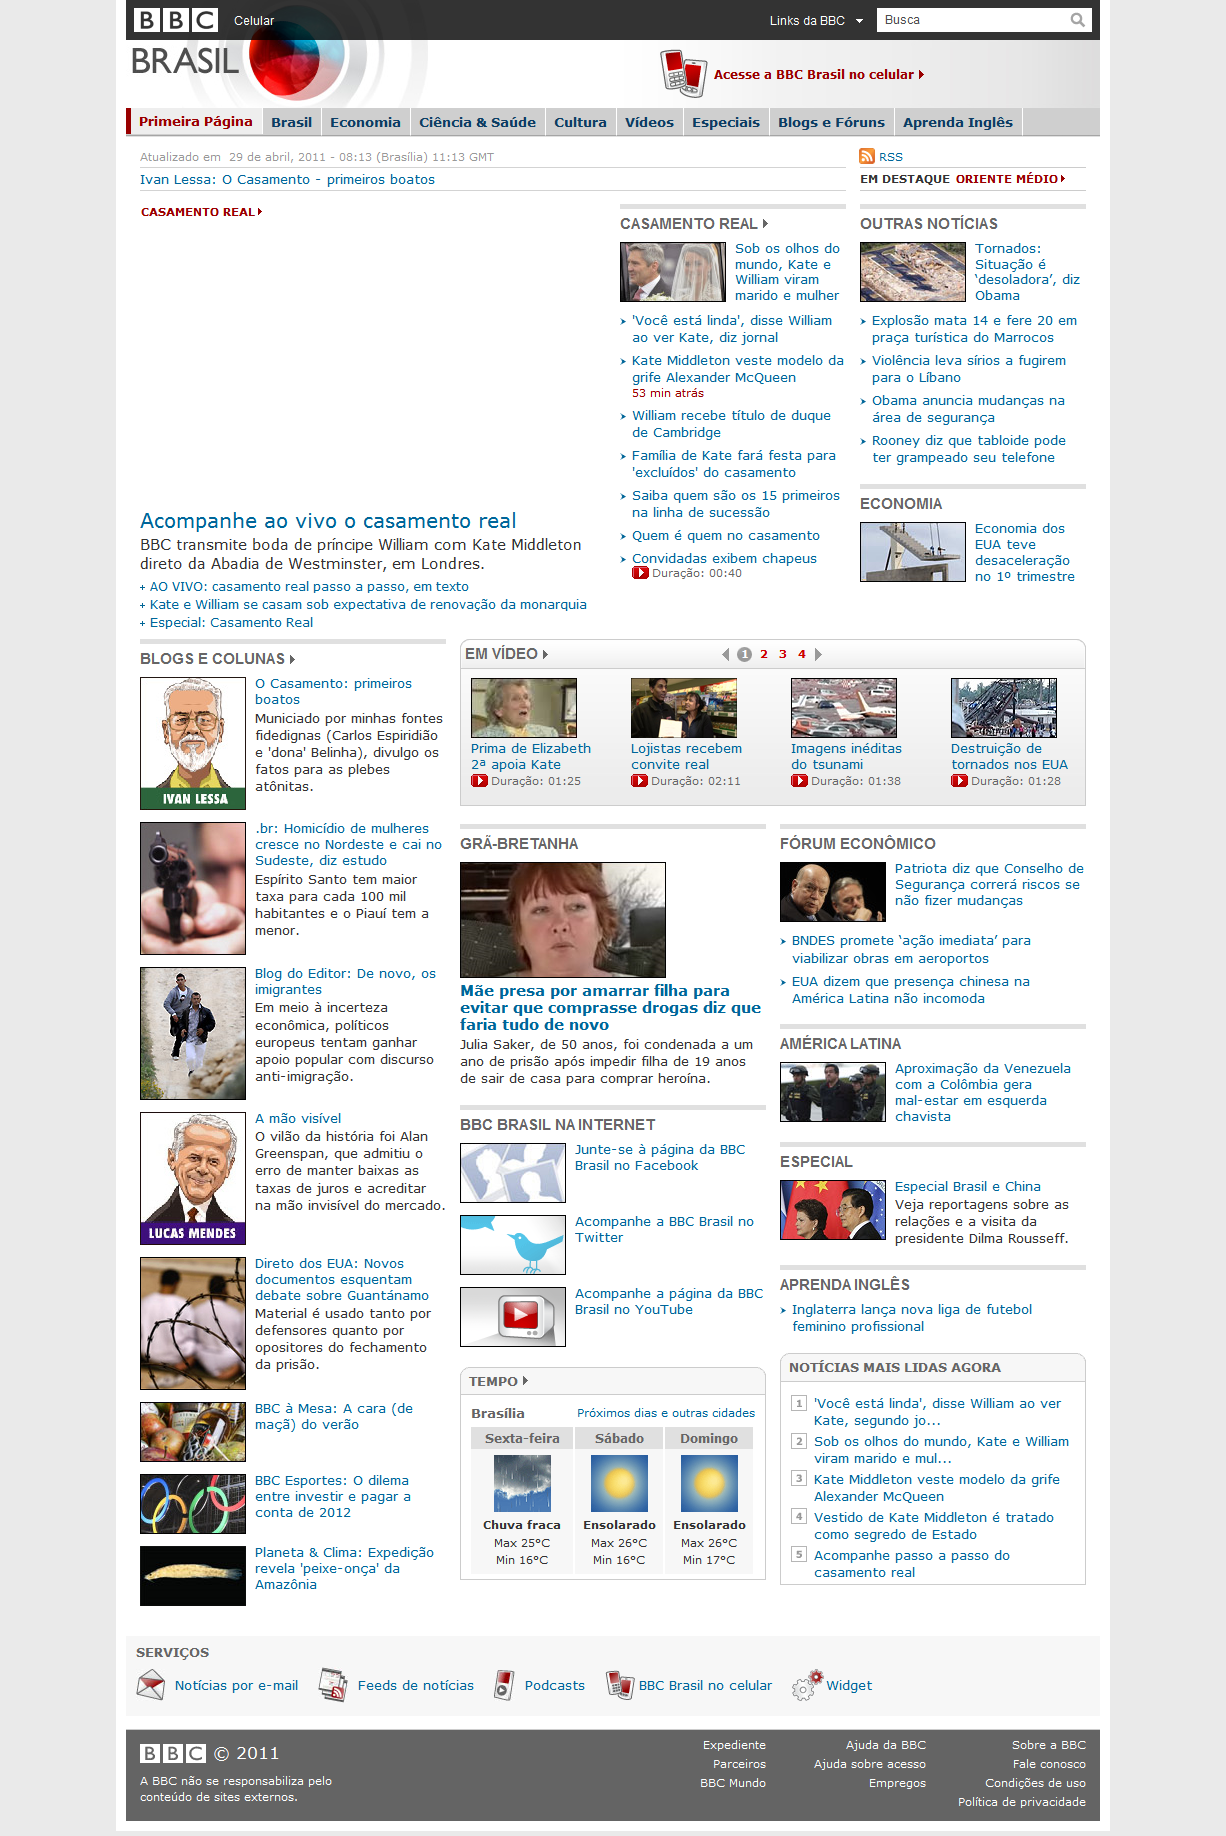 BBC Celular Links da BBC Busca
BRASIL
Acesse a BBC Brasil no celular
Primeira Página Brasil Economia Ciência & Saúde Cultura Vídeos Especiais Blogs e Fóruns Aprenda Inglês
Atualizado em 29 de abril, 2011 - 08:13 (Brasília) 11:13 GMT
Ivan Lessa: O Casamento - primeiros boatos
RSS
EM DESTAQUE ORIENTE MÉDIO
CASAMENTO REAL
Acompanhe ao vivo o casamento real
BBC transmite boda de príncipe William com Kate Middleton
direto da Abadia de Westminster, em Londres.
+ AO VIVO: casamento real passo a passo, em texto
+ Kate e William se casam sob expectativa de renovação da monarquia
+ Especial: Casamento Real
CASAMENTO REAL
Sob os olhos do
mundo, Kate e
William viram
marido e mulher
'Você está linda', disse William
ao ver Kate, diz jornal
Kate Middleton veste modelo da
grife Alexander McQueen
53 min atrás
William recebe título de duque
de Cambridge
Família de Kate fará festa para
'excluídos' do casamento
Saiba quem são os 15 primeiros
na linha de sucessão
Quem é quem no casamento
Convidadas exibem chapeus
Duração: 00:40
OUTRAS NOTÍCIAS
Tornados:
Situação é
‘desoladora’, diz
Obama
Explosão mata 14 e fere 20 em
praça turística do Marrocos
Violência leva sírios a fugirem
para o Líbano
Obama anuncia mudanças na
área de segurança
Rooney diz que tabloide pode
ter grampeado seu telefone
ECONOMIA
Economia dos
EUA teve
desaceleração
no 1º trimestre
BLOGS E COLUNAS
IVAN LESSA
O Casamento: primeiros
boatos
Municiado por minhas fontes
fidedignas (Carlos Espiridião
e 'dona' Belinha), divulgo os
fatos para as plebes
atônitas.
.br: Homicídio de mulheres
cresce no Nordeste e cai no
Sudeste, diz estudo
Espírito Santo tem maior
taxa para cada 100 mil
habitantes e o Piauí tem a
menor.
Blog do Editor: De novo, os
imigrantes
Em meio à incerteza
econômica, políticos
europeus tentam ganhar
apoio popular com discurso
anti-imigração.
LUCAS MENDES
A mão visível
O vilão da história foi Alan
Greenspan, que admitiu o
erro de manter baixas as
taxas de juros e acreditar
na mão invisível do mercado.
Direto dos EUA: Novos
documentos esquentam
debate sobre Guantánamo
Material é usado tanto por
defensores quanto por
opositores do fechamento
da prisão.
BBC à Mesa: A cara (de
maçã) do verão
BBC Esportes: O dilema
entre investir e pagar a
conta de 2012
Planeta & Clima: Expedição
revela 'peixe-onça' da
Amazônia
EM VÍDEO 1 2 3 4
Prima de Elizabeth
2ª apoia Kate
Duração: 01:25
Lojistas recebem
convite real
Duração: 02:11
Imagens inéditas
do tsunami
Duração: 01:38
Destruição de
tornados nos EUA
Duração: 01:28
GRÃ-BRETANHA
Mãe presa por amarrar filha para
evitar que comprasse drogas diz que
faria tudo de novo
Julia Saker, de 50 anos, foi condenada a um
ano de prisão após impedir filha de 19 anos
de sair de casa para comprar heroína.
BBC BRASIL NA INTERNET
Junte-se à página da BBC
Brasil no Facebook
Acompanhe a BBC Brasil no
Twitter
Acompanhe a página da BBC
Brasil no YouTube
TEMPO
Brasília Próximos dias e outras cidades
Sexta-feira Sábado Domingo
Chuva fraca Ensolarado Ensolarado
Max 25°C Max 26°C Max 26°C
Min 16°C Min 16°C Min 17°C
FÓRUM ECONÔMICO
Patriota diz que Conselho de
Segurança correrá riscos se
não fizer mudanças
BNDES promete ‘ação imediata’ para
viabilizar obras em aeroportos
EUA dizem que presença chinesa na
América Latina não incomoda
AMÉRICA LATINA
Aproximação da Venezuela
com a Colômbia gera
mal-estar em esquerda
chavista
ESPECIAL
Especial Brasil e China
Veja reportagens sobre as
relações e a visita da
presidente Dilma Rousseff.
APRENDA INGLÊS
Inglaterra lança nova liga de futebol
feminino profissional
NOTÍCIAS MAIS LIDAS AGORA
1 'Você está linda', disse William ao ver
Kate, segundo jo...
2 Sob os olhos do mundo, Kate e William
viram marido e mul...
3 Kate Middleton veste modelo da grife
Alexander McQueen
4 Vestido de Kate Middleton é tratado
como segredo de Estado
5 Acompanhe passo a passo do
casamento real
SERVIÇOS
Notícias por e-mail Feeds de notícias Podcasts BBC Brasil no celular Widget
BBC © 2011
A BBC não se responsabiliza pelo
conteúdo de sites externos.
Expediente Ajuda da BBC Sobre a BBC
Parceiros Ajuda sobre acesso Fale conosco
BBC Mundo Empregos Condições de uso
Política de privacidade